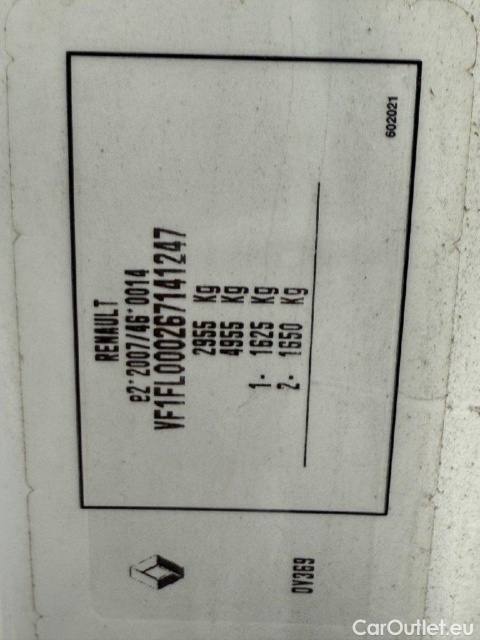 RENAULT
e2*2007/46*0014
VF1FL000267141247
2955 Kg
4955 Kg
1- 1625 Kg
2- 1650 Kg
602021
0V369
CarOutlet.eu